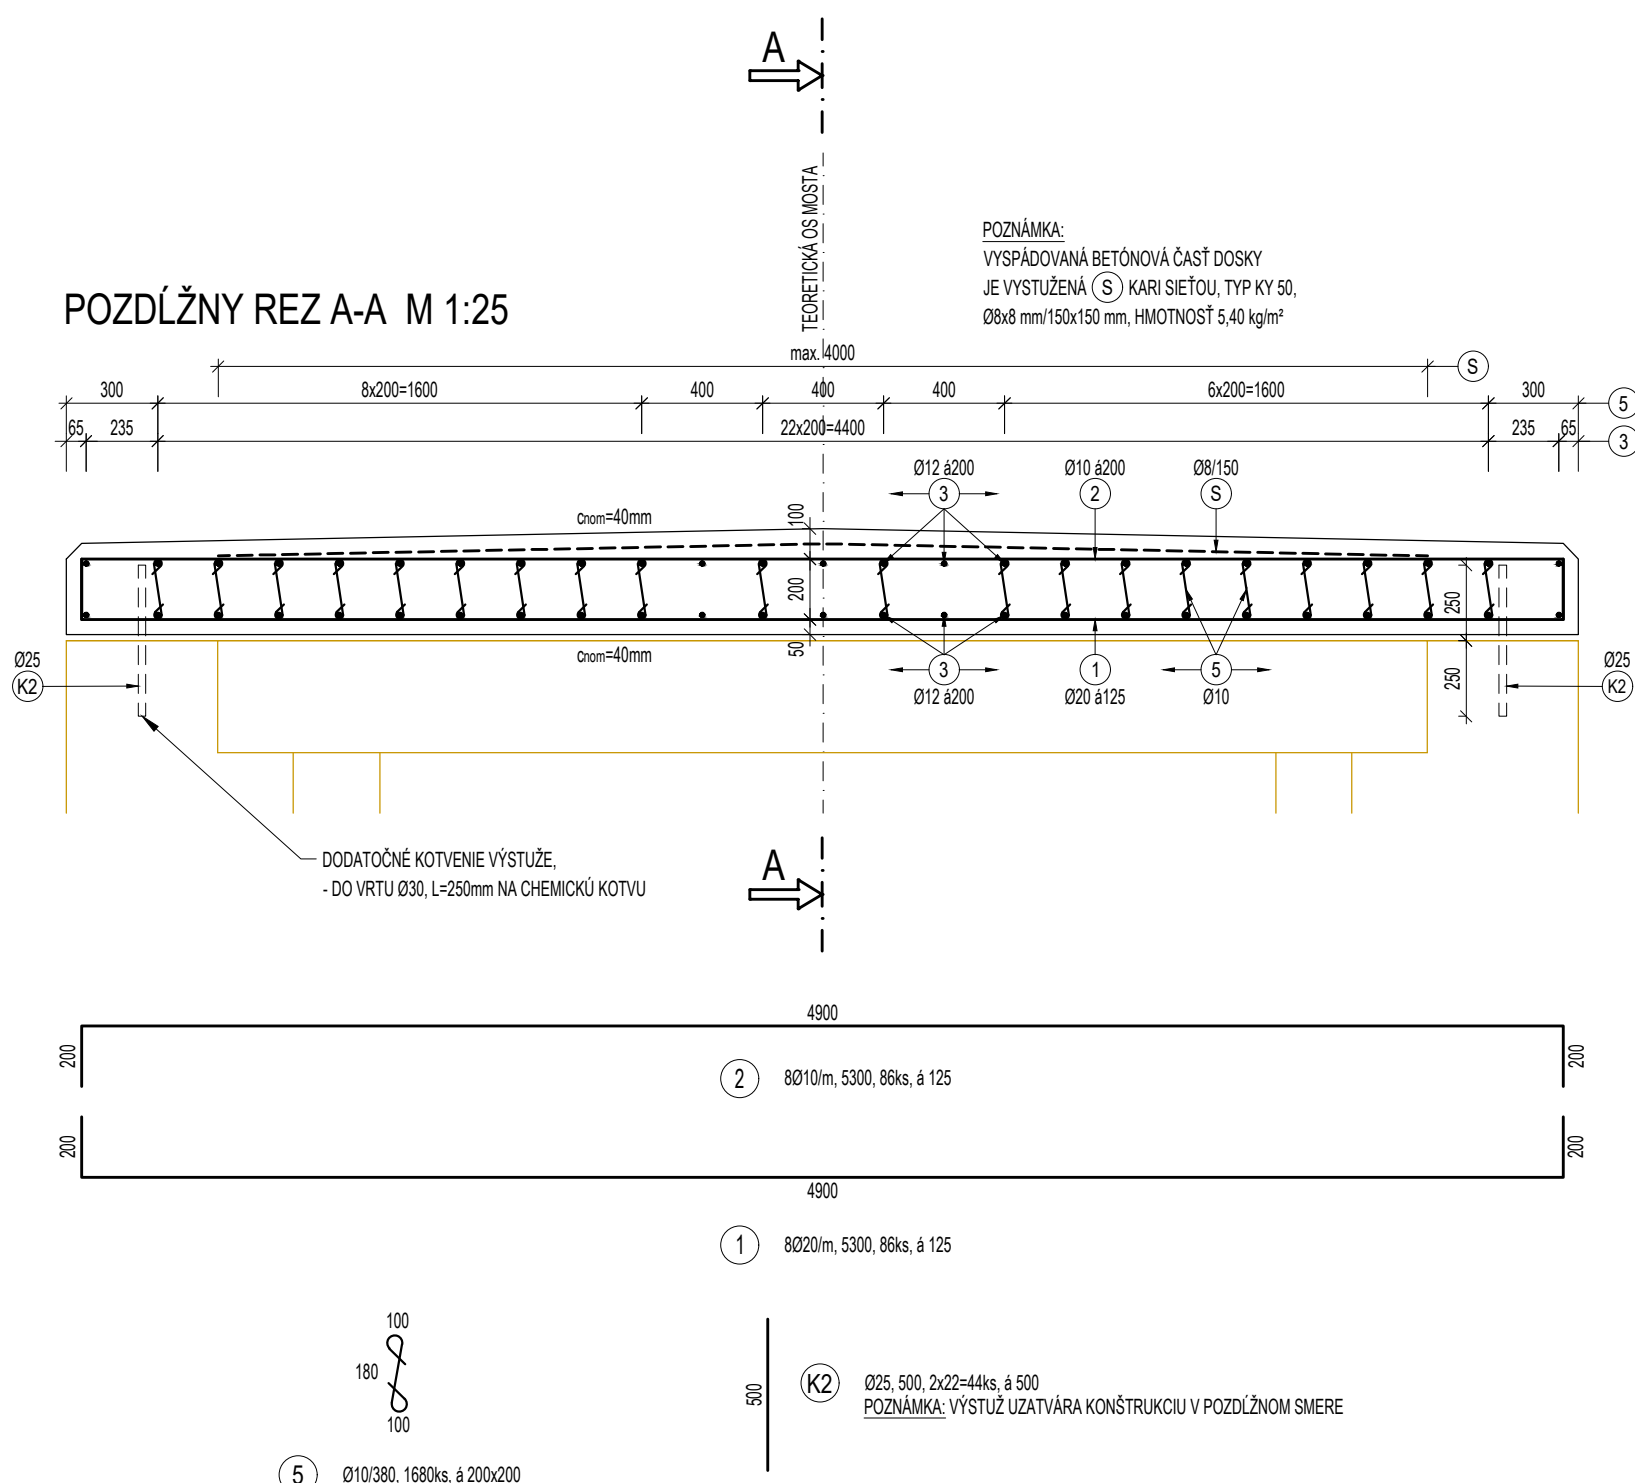 A
TEORETICKÁ OS MOSTA
POZNÁMKA:
VYSPÁDOVANÁ BETÓNOVÁ ČASŤ DOSKY
JE VYSTUŽENÁ S KARI SIEŤOU, TYP KY 50,
Ø8x8 mm/150x150 mm, HMOTNOSŤ 5,40 kg/m²
POZDĹŽNY REZ A-A M 1:25
max. 4000
S
300 8x200=1600 400 400 400 6x200=1600 300
5
65 235 22x200=4400 235 65
3
Ø12 á200 Ø10 á200 Ø8/150
3 2 S
cnom=40mm
100
200
50
250
250
cnom=40mm
Ø25
K2
3 1 5
Ø12 á200 Ø20 á125 Ø10
Ø25
K2
DODATOČNÉ KOTVENIE VÝSTUŽE,
- DO VRTU Ø30, L=250mm NA CHEMICKÚ KOTVU
A
4900
200
200
2 8Ø10/m, 5300, 86ks, á 125
200
200
4900
1 8Ø20/m, 5300, 86ks, á 125
100
180
100
500
K2 Ø25, 500, 2x22=44ks, á 500
POZNÁMKA: VÝSTUŽ UZATVÁRA KONŠTRUKCIU V POZDĹŽNOM SMERE
5 Ø10/380, 1680ks, á 200x200